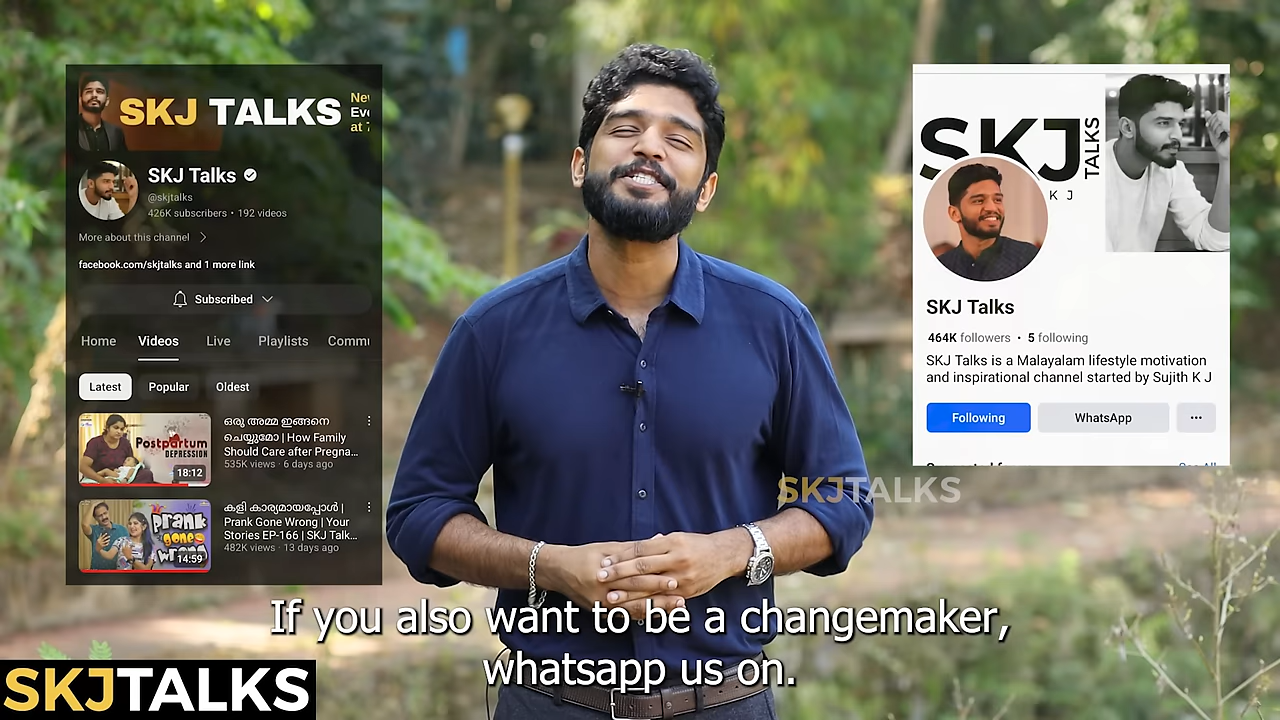 SKJ TALKS
SKJ Talks
@skjtalks
426K subscribers • 192 videos
More about this channel
facebook.com/skjtalks and 1 more link
Subscribed
Home Videos Live Playlists Comm
Latest Popular Oldest
Postpartum
DEPRESSION
18:12
ഒരു അമ്മ ഇങ്ങനെ
ചെയ്യുമോ | How Family
Should Care after Pregna...
535K views · 6 days ago
Prank
gone
wrong
14:59
കളി കാര്യമായപ്പോൾ |
Prank Gone Wrong | Your
Stories EP-166 | SKJ Talk...
482K views · 13 days ago
SKJ
TALKS
K J
SKJ Talks
464K followers • 5 following
SKJ Talks is a Malayalam lifestyle motivation
and inspirational channel started by Sujith K J
Following WhatsApp
SKJTALKS
If you also want to be a changemaker,
whatsapp us on.
SKJTALKS